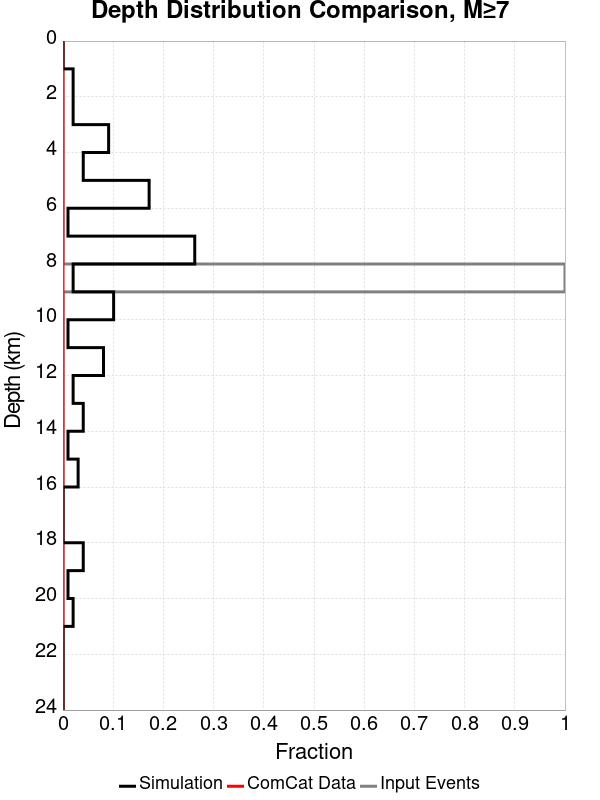 Depth Distribution Comparison, M≥7
0
2
4
6
8
10
12
14
16
18
20
22
24
Depth (km)
0 0.1 0.2 0.3 0.4 0.5 0.6 0.7 0.8 0.9 1
Fraction
Simulation ComCat Data Input Events